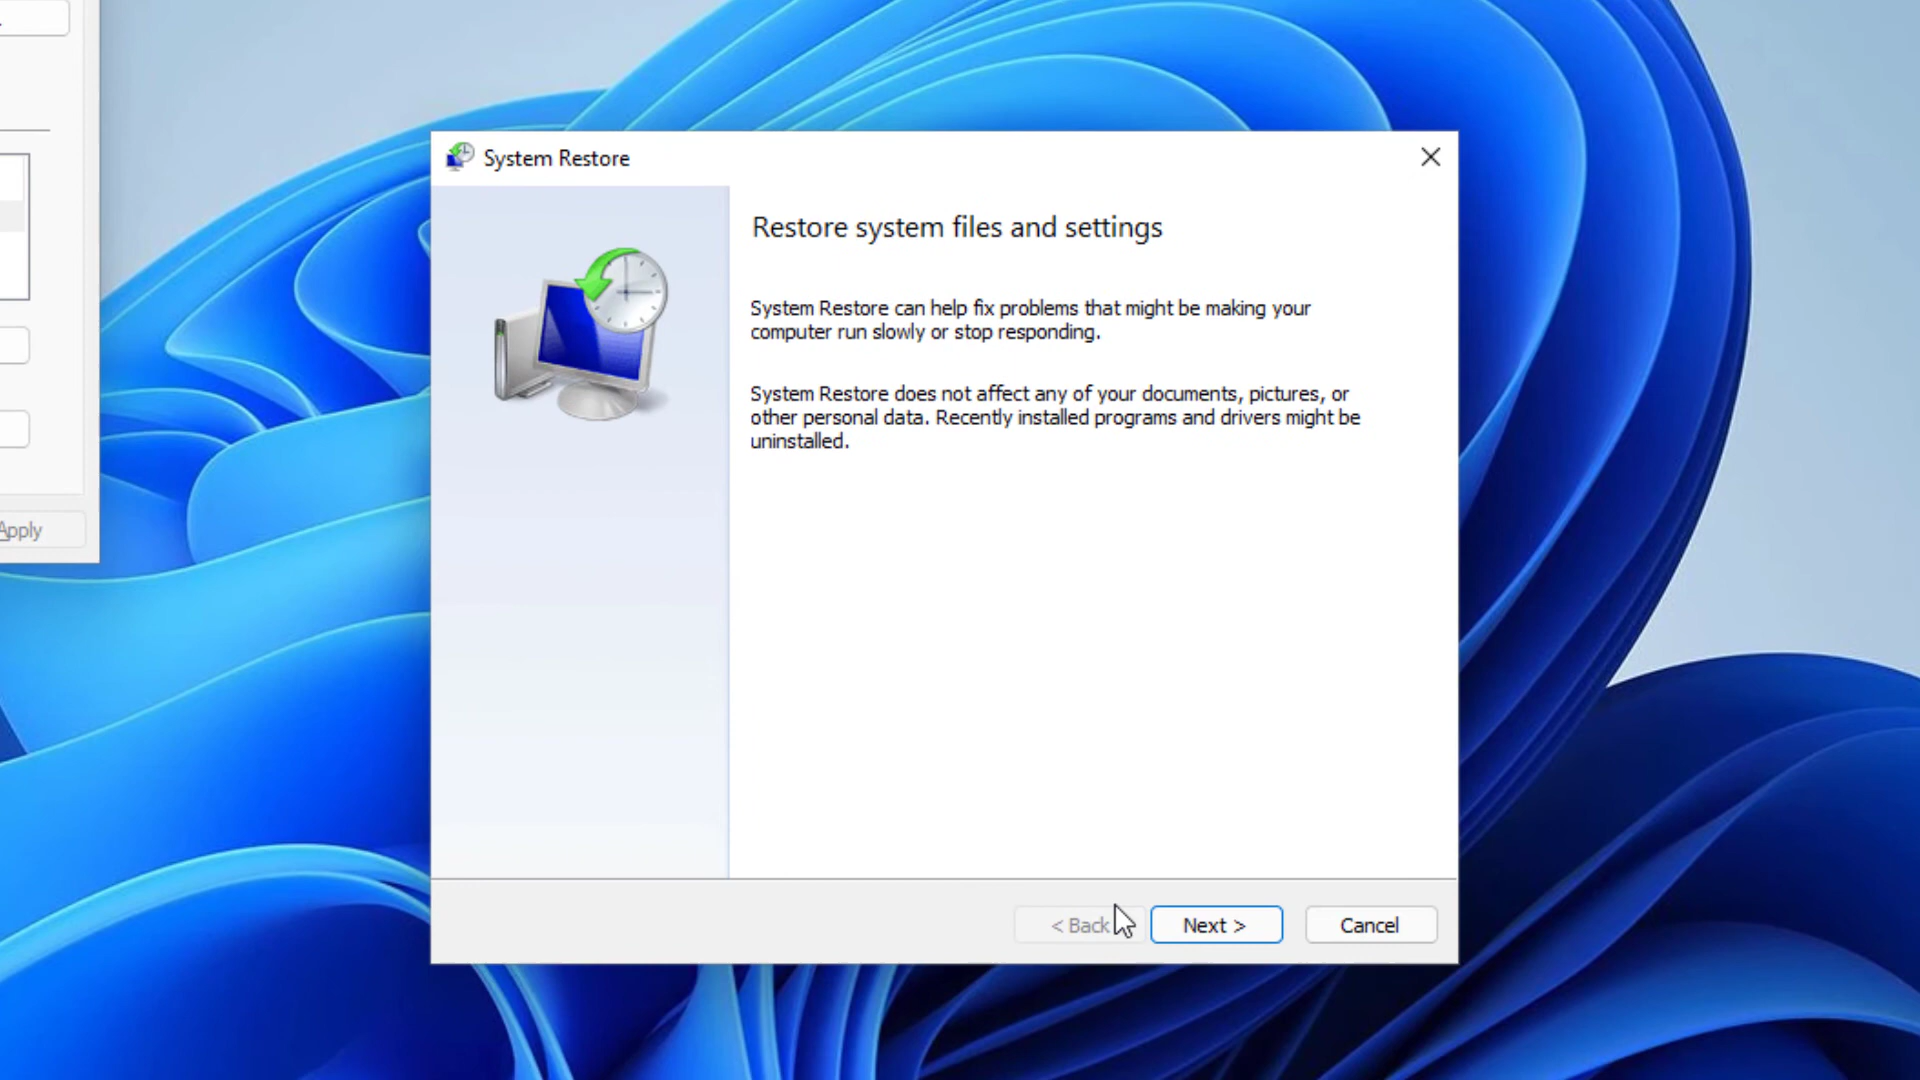 System Restore
Restore system files and settings
System Restore can help fix problems that might be making your
computer run slowly or stop responding.
System Restore does not affect any of your documents, pictures, or
other personal data. Recently installed programs and drivers might be
uninstalled.
Apply
< Back
Next >
Cancel